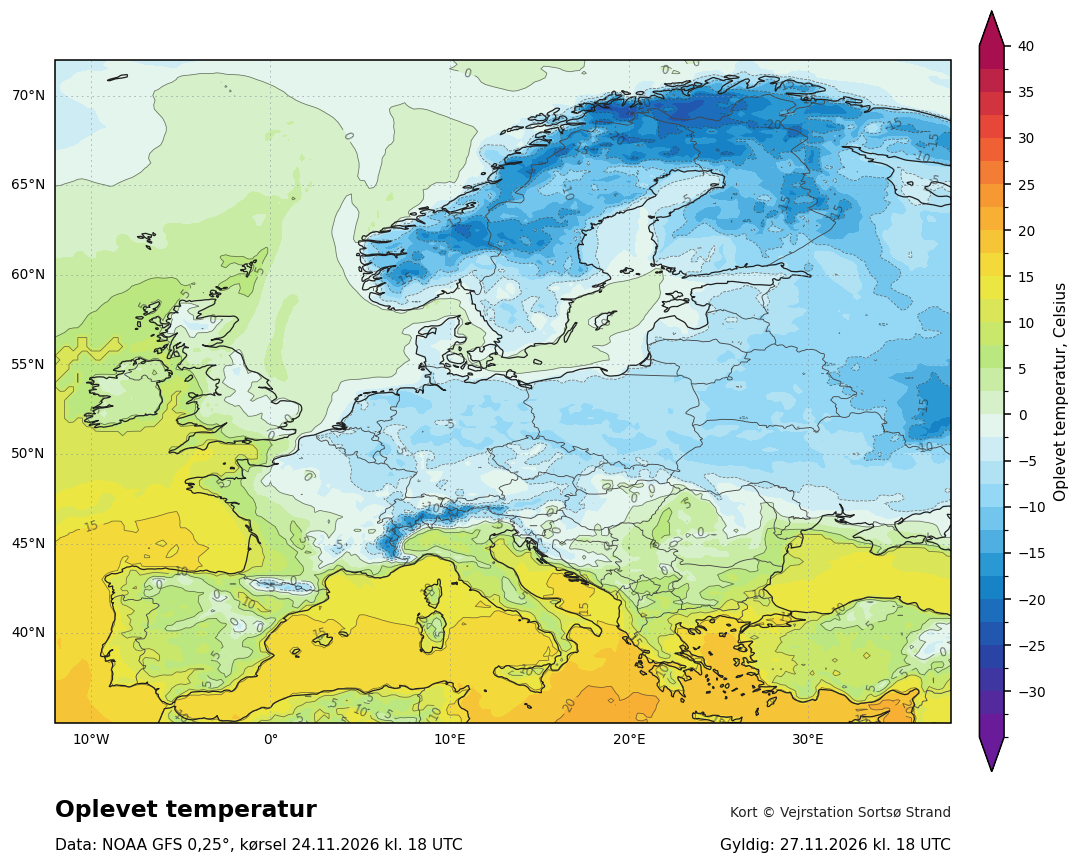 70°N
65°N
60°N
55°N
50°N
45°N
40°N
10°W
0°
10°E
20°E
30°E
40
35
30
25
20
15
10
5
0
−5
−10
−15
−20
−25
−30
Oplevet temperatur, Celsius
Oplevet temperatur
Kort © Vejrstation Sortsø Strand
Data: NOAA GFS 0,25°, kørsel 24.11.2026 kl. 18 UTC
Gyldig: 27.11.2026 kl. 18 UTC